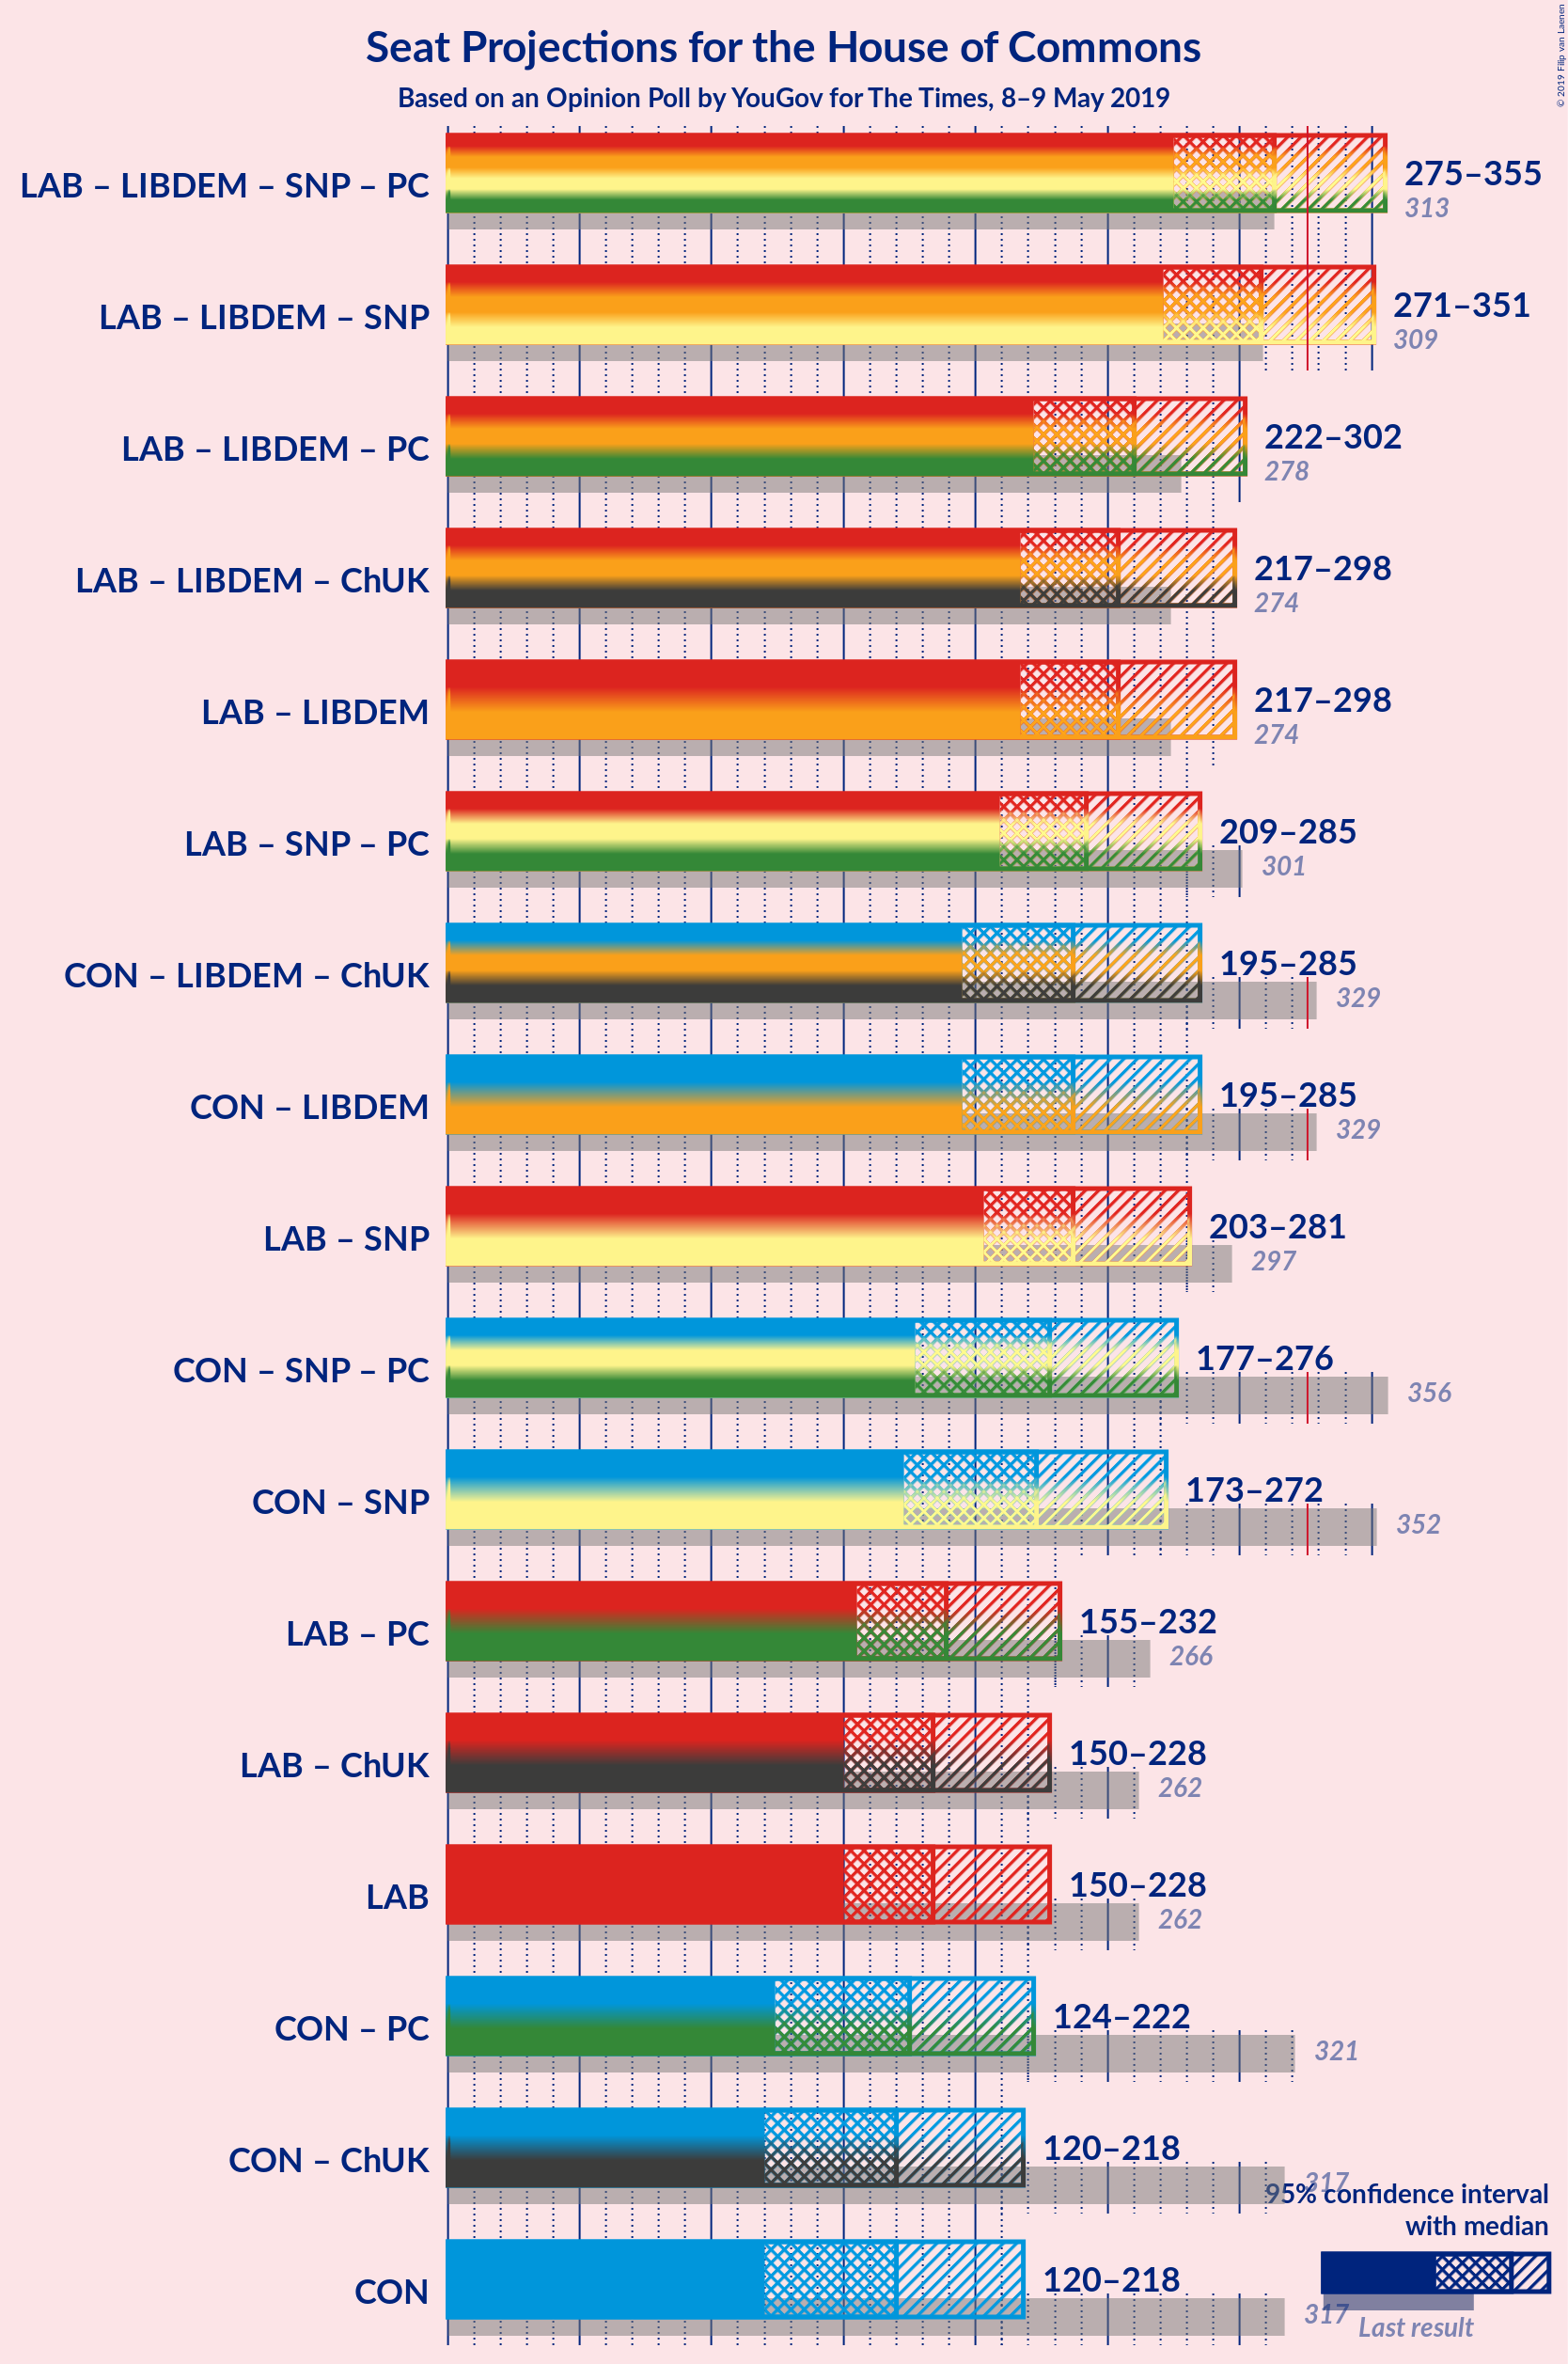 Seat Projections for the House of Commons
Based on an Opinion Poll by YouGov for The Times, 8–9 May 2019
© 2019 Filip van Laenen
LAB – LIBDEM – SNP – PC
275–355
313
LAB – LIBDEM – SNP
271–351
309
LAB – LIBDEM – PC
222–302
278
LAB – LIBDEM – ChUK
217–298
274
LAB – LIBDEM
217–298
274
LAB – SNP – PC
209–285
301
CON – LIBDEM – ChUK
195–285
329
CON – LIBDEM
195–285
329
LAB – SNP
203–281
297
CON – SNP – PC
177–276
356
CON – SNP
173–272
352
LAB – PC
155–232
266
LAB – ChUK
150–228
262
LAB
150–228
262
CON – PC
124–222
321
CON – ChUK
120–218
317
CON
120–218
317
95% confidence interval
with median
Last result